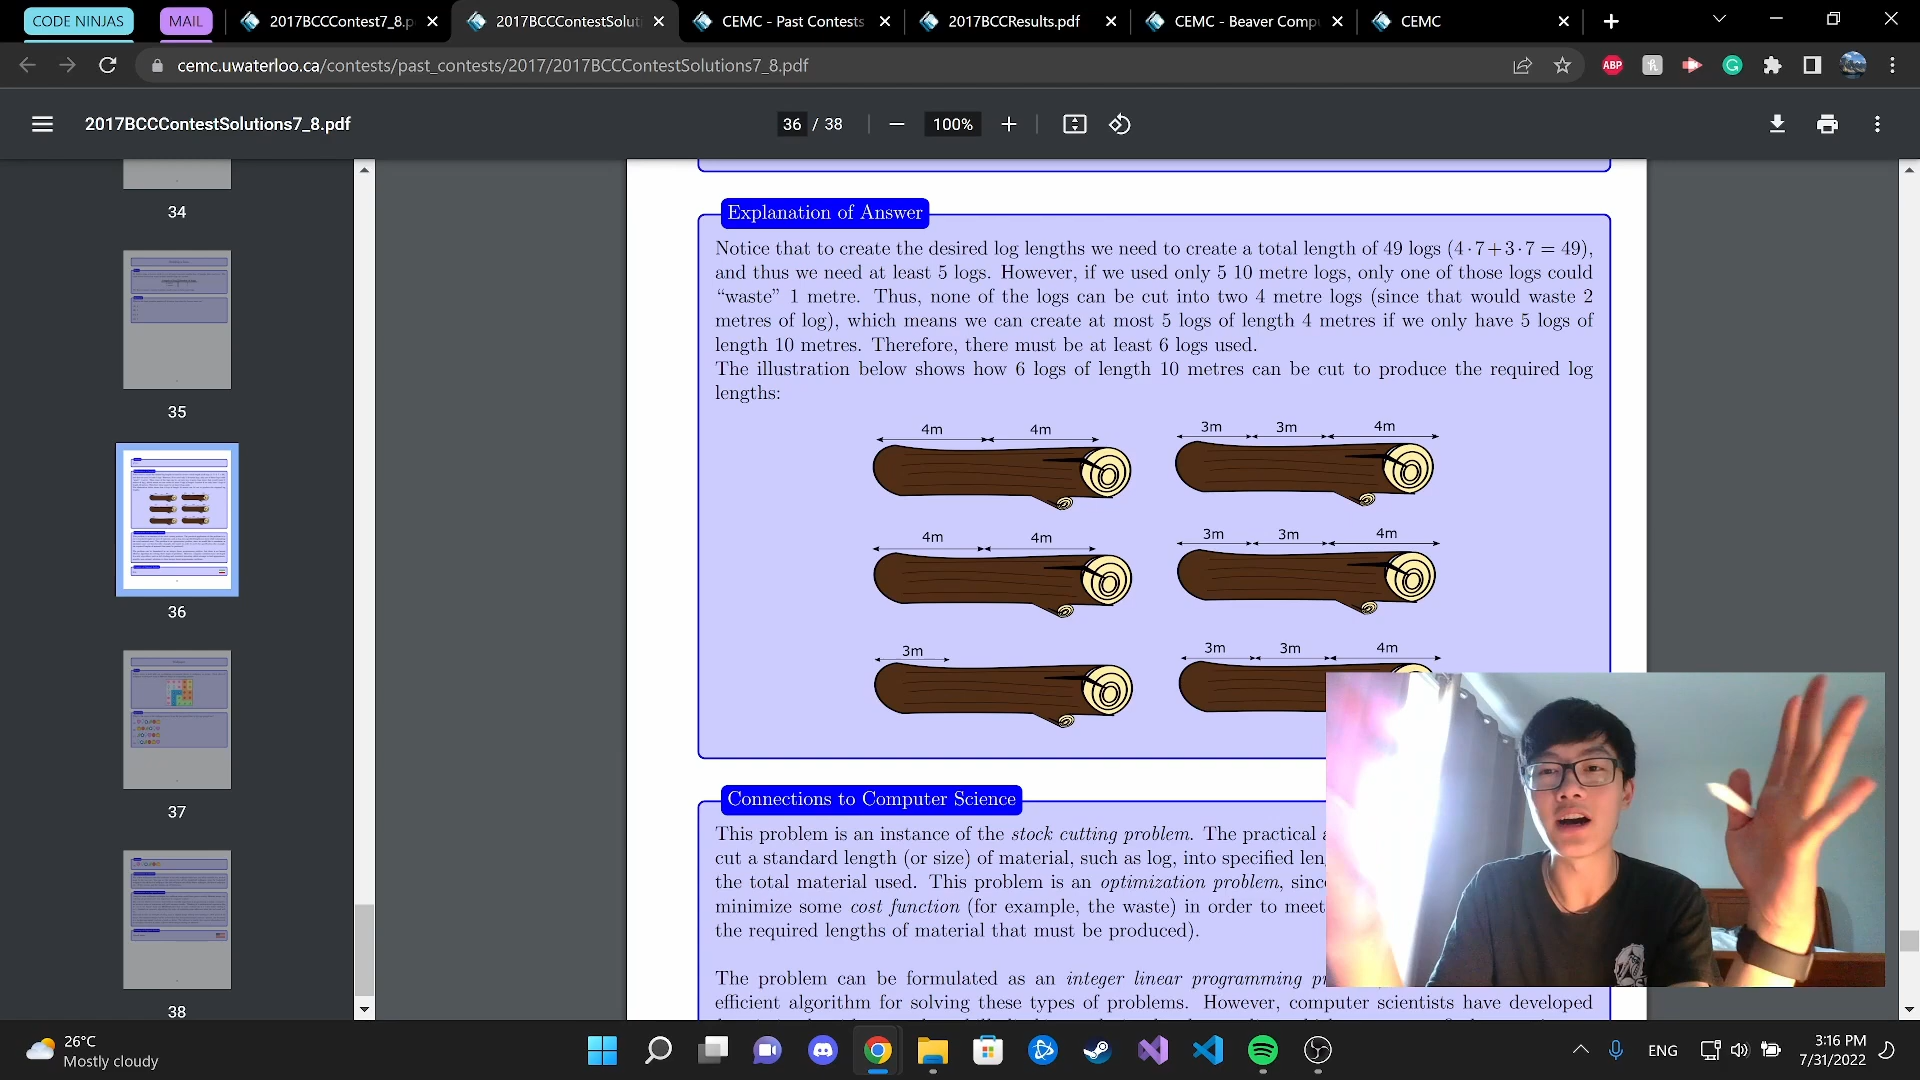 CODE NINJAS
MAIL
2017BCCContest7_8.p
2017BCCContestSoluti
CEMC - Past Contests
2017BCCResults.pdf
CEMC - Beaver Comp
CEMC
cemc.uwaterloo.ca/contests/past_contests/2017/2017BCCContestSolutions7_8.pdf
ABP
2017BCCContestSolutions7_8.pdf
36 / 38
100%
34
35
36
37
38
Explanation of Answer
Notice that to create the desired log lengths we need to create a total length of 49 logs (4·7+3·7 = 49),
and thus we need at least 5 logs. However, if we used only 5 10 metre logs, only one of those logs could
“waste” 1 metre. Thus, none of the logs can be cut into two 4 metre logs (since that would waste 2
metres of log), which means we can create at most 5 logs of length 4 metres if we only have 5 logs of
length 10 metres. Therefore, there must be at least 6 logs used.
The illustration below shows how 6 logs of length 10 metres can be cut to produce the required log
lengths:
4m 4m
3m 3m 4m
4m 4m
3m 3m 4m
3m
3m 3m 4m
Connections to Computer Science
This problem is an instance of the stock cutting problem. The practical
cut a standard length (or size) of material, such as log, into specified
the total material used. This problem is an optimization problem,
minimize some cost function (for example, the waste) in order to meet
the required lengths of material that must be produced).
The problem can be formulated as an integer linear programming
efficient algorithm for solving these types of problems. However, computer scientists have developed
26°C
Mostly cloudy
ENG
3:16 PM
7/31/2022